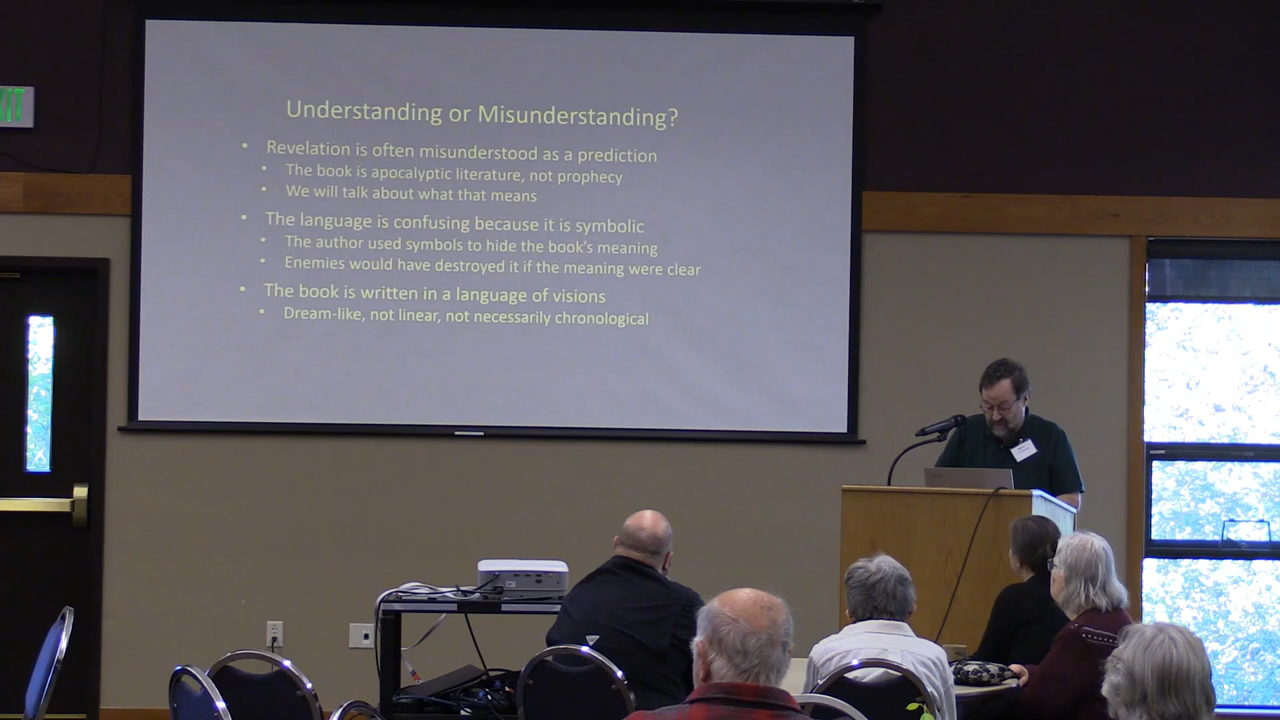 XIT
Understanding or Misunderstanding?
• Revelation is often misunderstood as a prediction
• The book is apocalyptic literature, not prophecy
• We will talk about what that means
• The language is confusing because it is symbolic
• The author used symbols to hide the book's meaning
• Enemies would have destroyed it if the meaning were clear
• The book is written in a language of visions
• Dream-like, not linear, not necessarily chronological